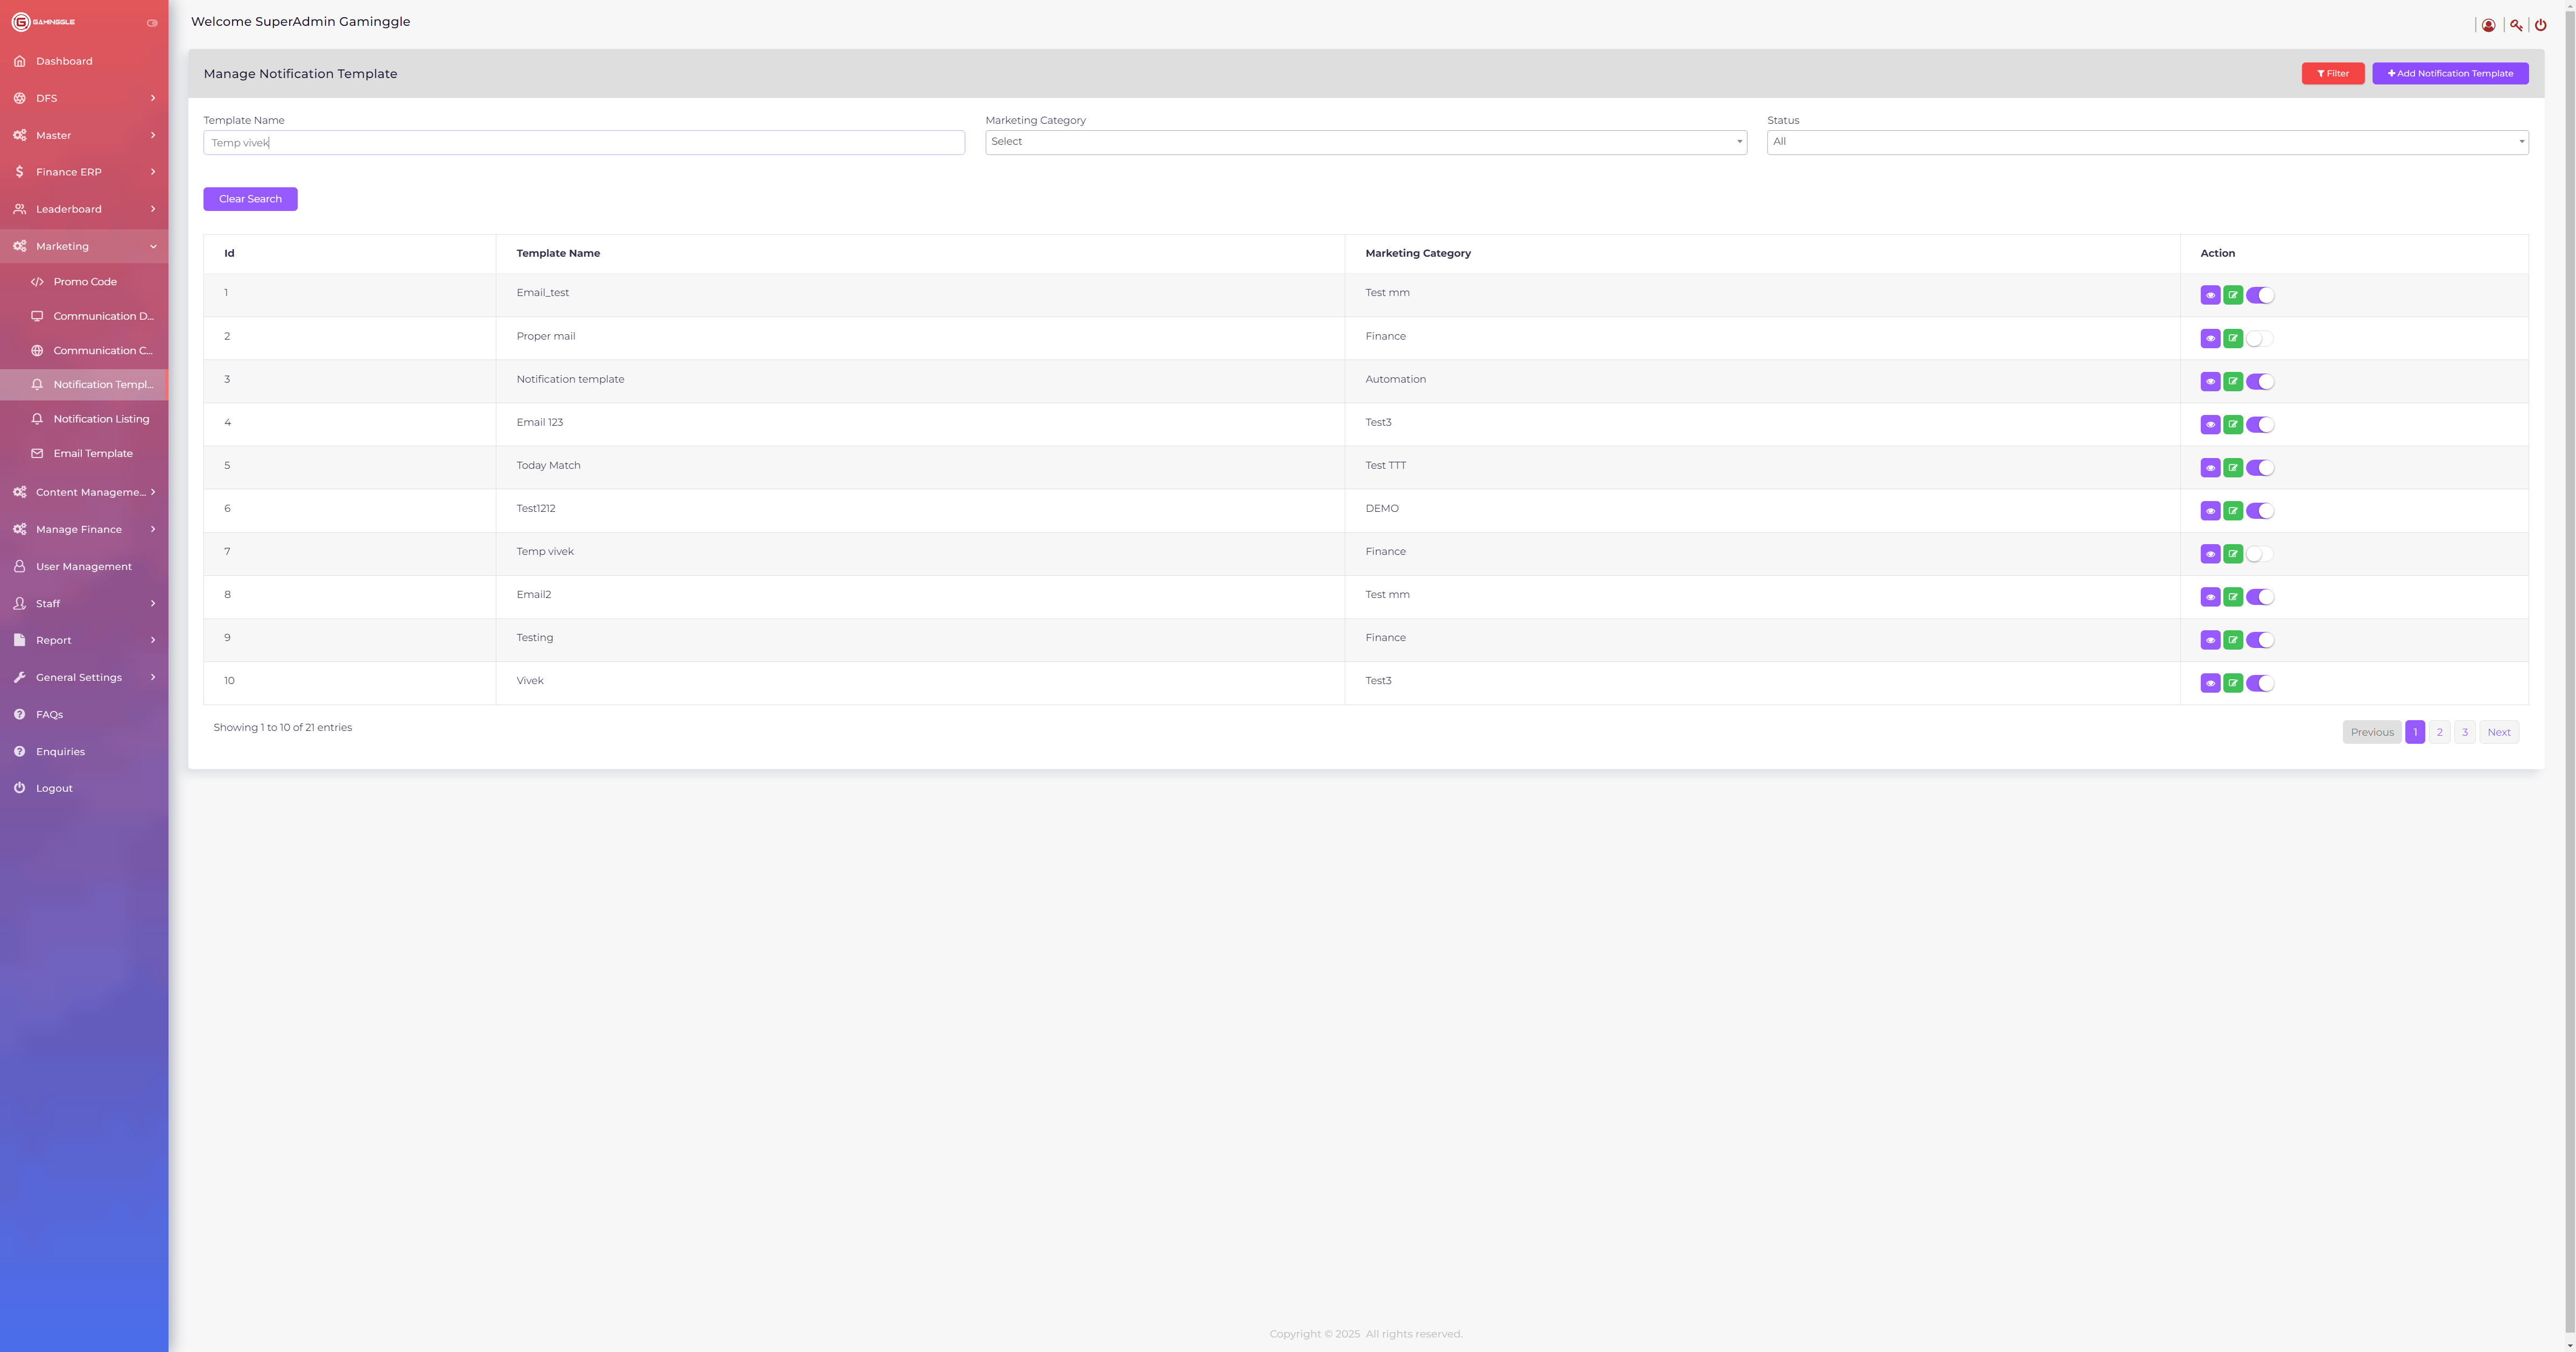 GAMINGGLE
Welcome SuperAdmin Gaminggle
Dashboard
DFS
Master
Finance ERP
Leaderboard
Marketing
Promo Code
Communication D...
Communication C...
Notification Templ...
Notification Listing
Email Template
Content Manageme...
Manage Finance
User Management
Staff
Report
General Settings
FAQs
Enquiries
Logout
Manage Notification Template
Filter
Add Notification Template
Template Name
Marketing Category
Status
Temp vivek
Select
All
Clear Search
Id Template Name Marketing Category Action
1 Email_test Test mm
2 Proper mail Finance
3 Notification template Automation
4 Email 123 Test3
5 Today Match Test TTT
6 Test1212 DEMO
7 Temp vivek Finance
8 Email2 Test mm
9 Testing Finance
10 Vivek Test3
Showing 1 to 10 of 21 entries
Previous 1 2 3 Next
Copyright © 2025 All rights reserved.